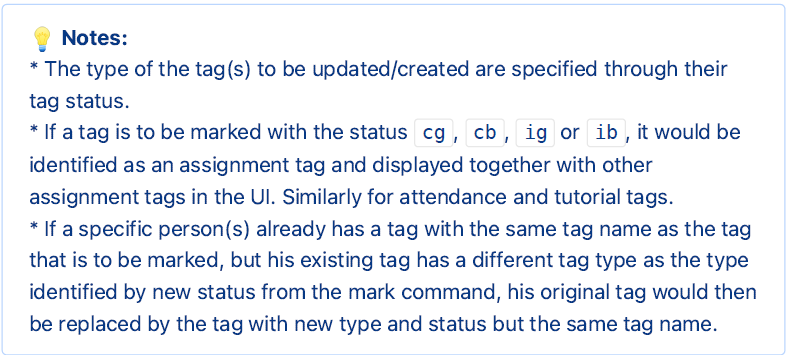 💡 Notes:
* The type of the tag(s) to be updated/created are specified through their
tag status.
* If a tag is to be marked with the status cg, cb, ig or ib, it would be
identified as an assignment tag and displayed together with other
assignment tags in the UI. Similarly for attendance and tutorial tags.
* If a specific person(s) already has a tag with the same tag name as the tag
that is to be marked, but his existing tag has a different tag type as the type
identified by new status from the mark command, his original tag would then
be replaced by the tag with new type and status but the same tag name.